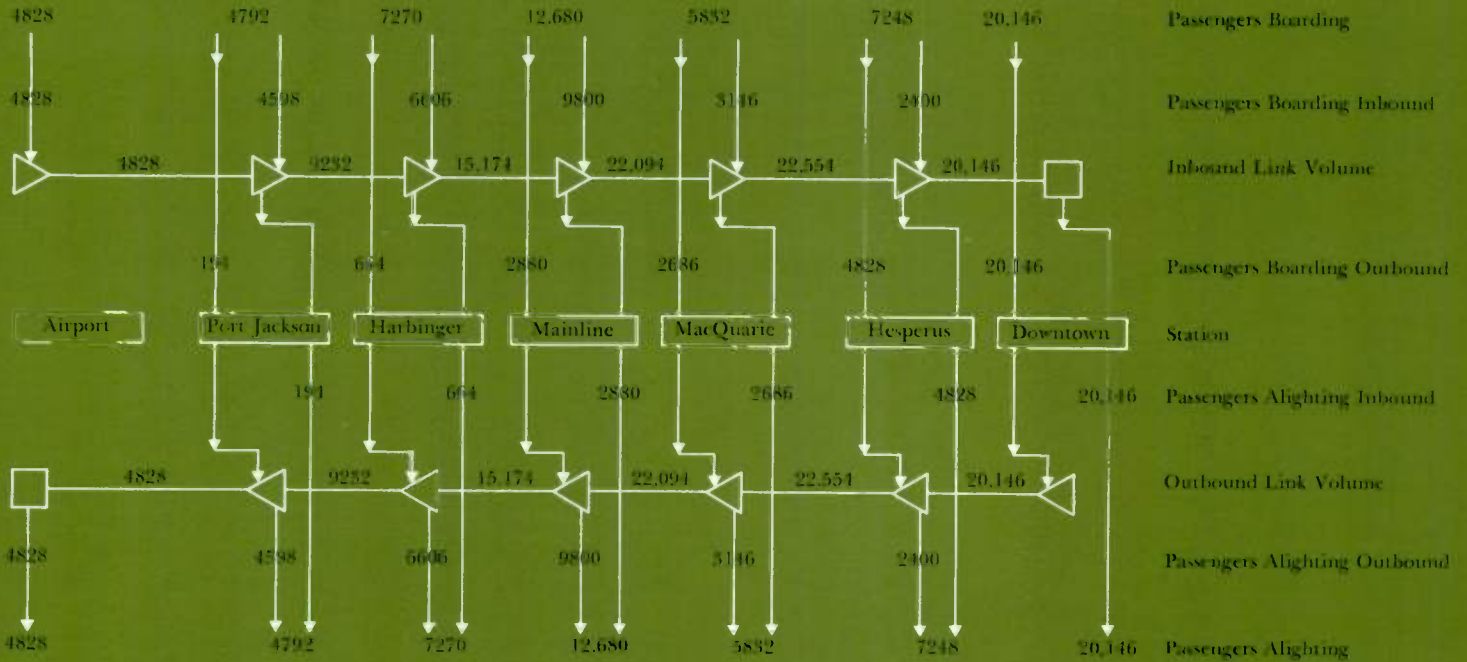 4828 4792 7270 12,680 5832 7248 20,146 Passengers Boarding
4828 4598 6606 9800 3146 2400 Passengers Boarding Inbound
4828 9232 15,174 22,094 22,554 20,146 Inbound Link Volume
194 664 2880 2686 4828 20,146 Passengers Boarding Outbound
Airport Port Jackson Harbinger Mainline MacQuarie Hesperus Downtown Station
194 664 2880 2686 4828 20,146 Passengers Alighting Inbound
4828 9232 15,174 22,094 22,554 20,146 Outbound Link Volume
4828 4598 6606 9800 3146 2400 Passengers Alighting Outbound
4828 4792 7270 12,680 5832 7248 20,146 Passengers Alighting